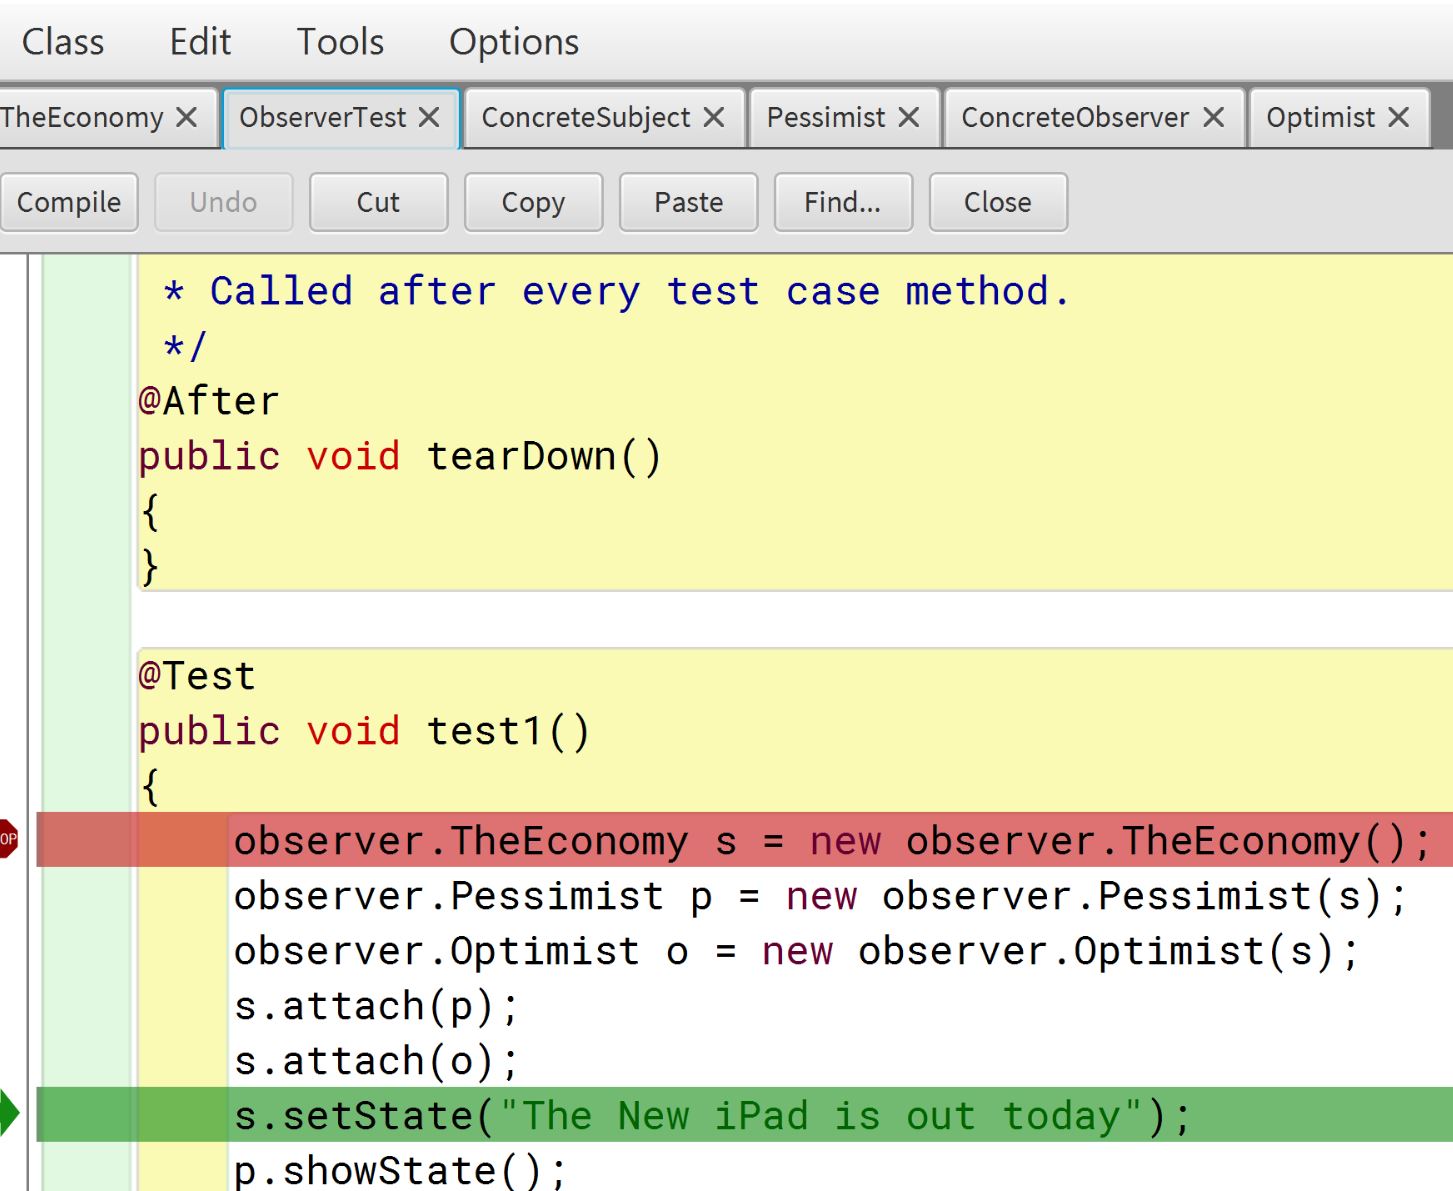 Class Edit Tools Options
TheEconomy ObserverTest ConcreteSubject Pessimist ConcreteObserver Optimist
Compile Undo Cut Copy Paste Find... Close
* Called after every test case method.
*/
@After
public void tearDown()
{
}
@Test
public void test1()
{
observer.TheEconomy s = new observer.TheEconomy();
observer.Pessimist p = new observer.Pessimist(s);
observer.Optimist o = new observer.Optimist(s);
s.attach(p);
s.attach(o);
s.setState("The New iPad is out today");
p.showState();